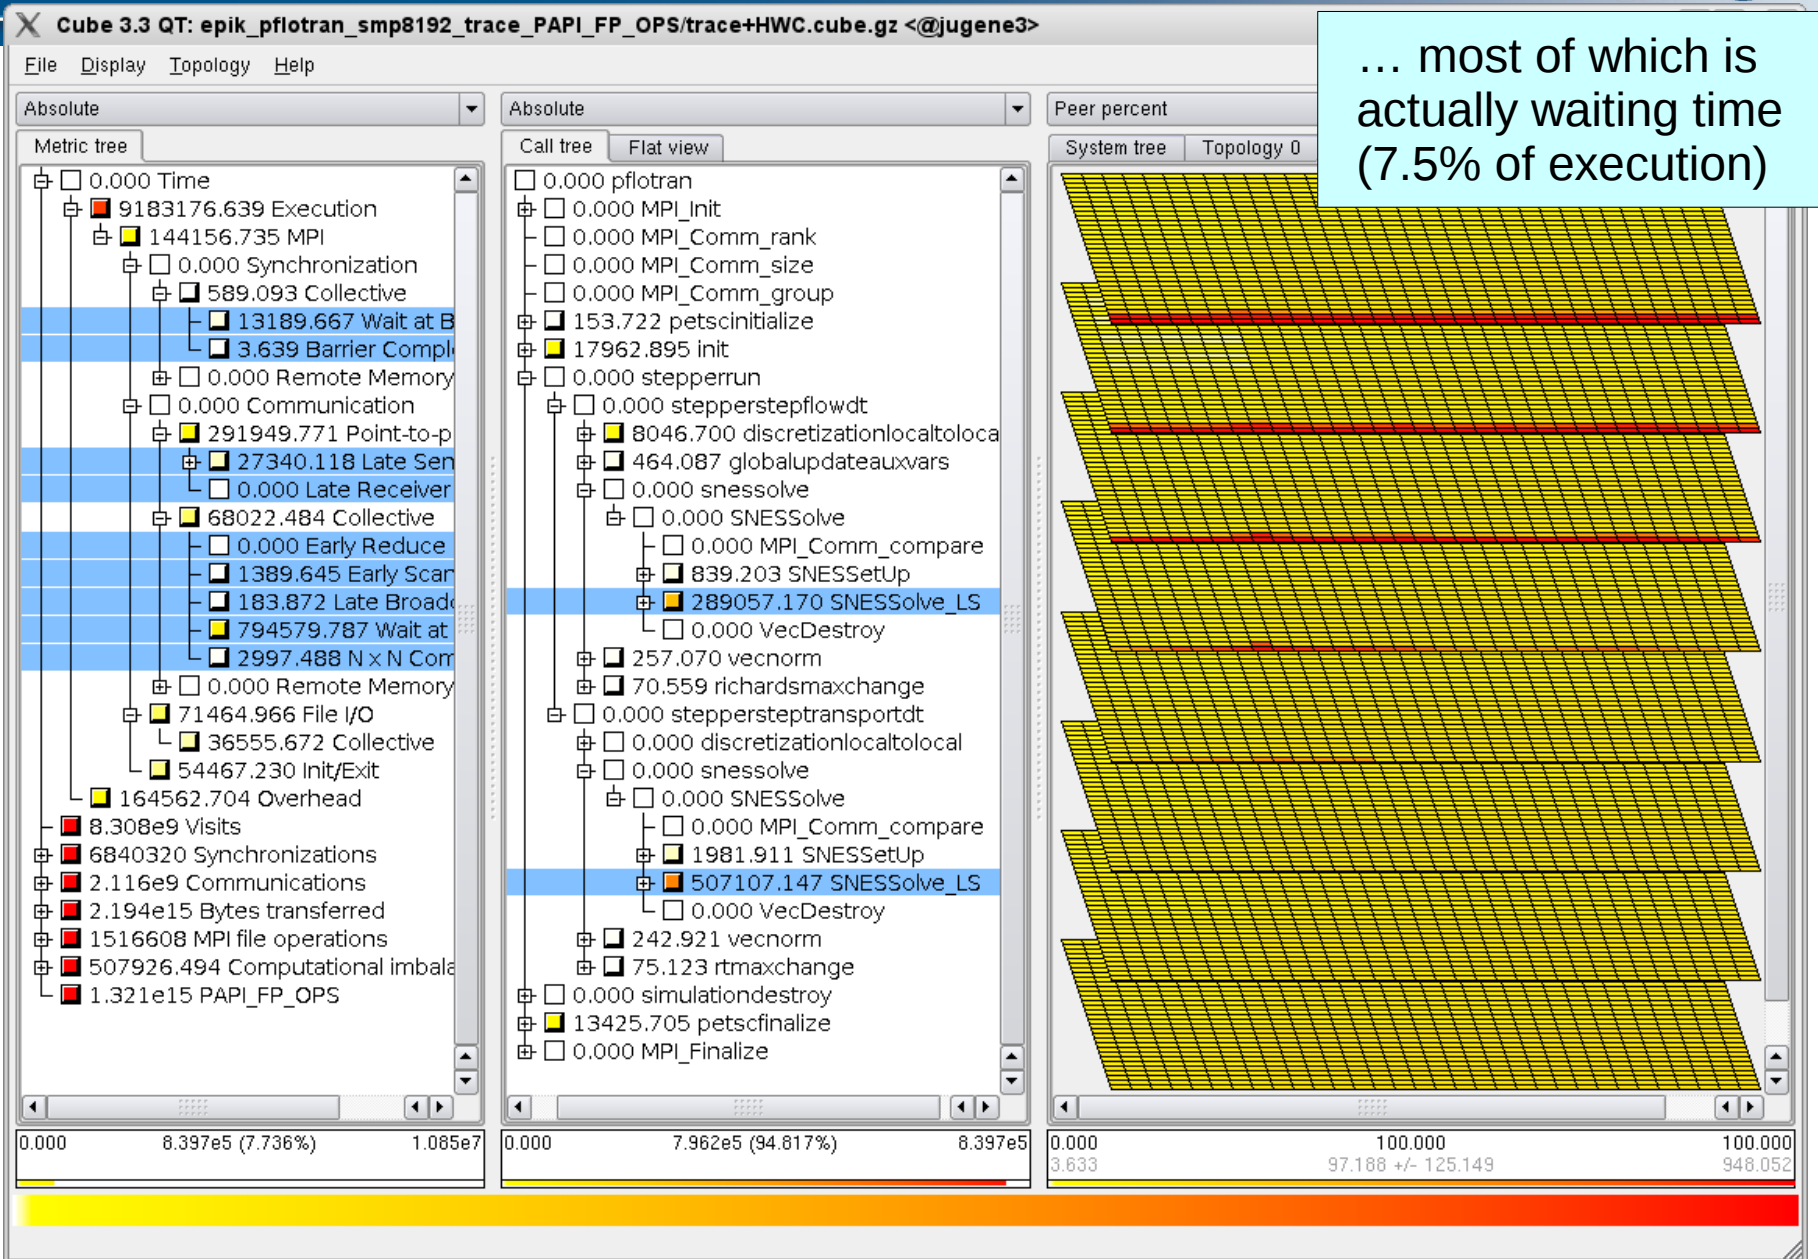 Cube 3.3 QT: epik_pflotran_smp8192_trace_PAPI_FP_OPS/trace+HWC.cube.gz <@jugene3>
… most of which is
actually waiting time
(7.5% of execution)
File Display Topology Help
Absolute
Metric tree
0.000 Time
9183176.639 Execution
144156.735 MPI
0.000 Synchronization
589.093 Collective
13189.667 Wait at B
3.639 Barrier Compl
0.000 Remote Memory
0.000 Communication
291949.771 Point-to-p
27340.118 Late Sen
0.000 Late Receiver
68022.484 Collective
0.000 Early Reduce
1389.645 Early Scan
183.872 Late Broad
794579.787 Wait at
2997.488 N x N Com
0.000 Remote Memory
71464.966 File I/O
36555.672 Collective
54467.230 Init/Exit
164562.704 Overhead
8.308e9 Visits
6840320 Synchronizations
2.116e9 Communications
2.194e15 Bytes transferred
1516608 MPI file operations
507926.494 Computational imbala
1.321e15 PAPI_FP_OPS
0.000 8.397e5 (7.736%) 1.085e7
Absolute
Call tree Flat view
0.000 pflotran
0.000 MPI_Init
0.000 MPI_Comm_rank
0.000 MPI_Comm_size
0.000 MPI_Comm_group
153.722 petscinitialize
17962.895 init
0.000 stepperrun
0.000 stepperstepflowdt
8046.700 discretizationlocaltoloca
464.087 globalupdateauxvars
0.000 snessolve
0.000 SNESSolve
0.000 MPI_Comm_compare
839.203 SNESSetUp
289057.170 SNESSolve_LS
0.000 VecDestroy
257.070 vecnorm
70.559 richardsmaxchange
0.000 steppersteptransportdt
0.000 discretizationlocaltolocal
0.000 snessolve
0.000 SNESSolve
0.000 MPI_Comm_compare
1981.911 SNESSetUp
507107.147 SNESSolve_LS
0.000 VecDestroy
242.921 vecnorm
75.123 rtmaxchange
0.000 simulationdestroy
13425.705 petscfinalize
0.000 MPI_Finalize
0.000 7.962e5 (94.817%) 8.397e5
Peer percent
System tree Topology 0
0.000 100.000 100.000
3.633 97.188 +/- 125.149 948.052